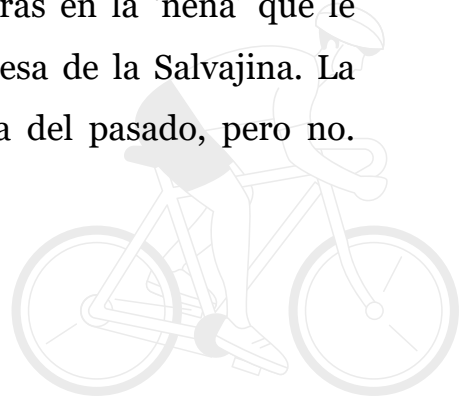 ras en la 'nena' que le
esa de la Salvajina. La
a del pasado, pero no.